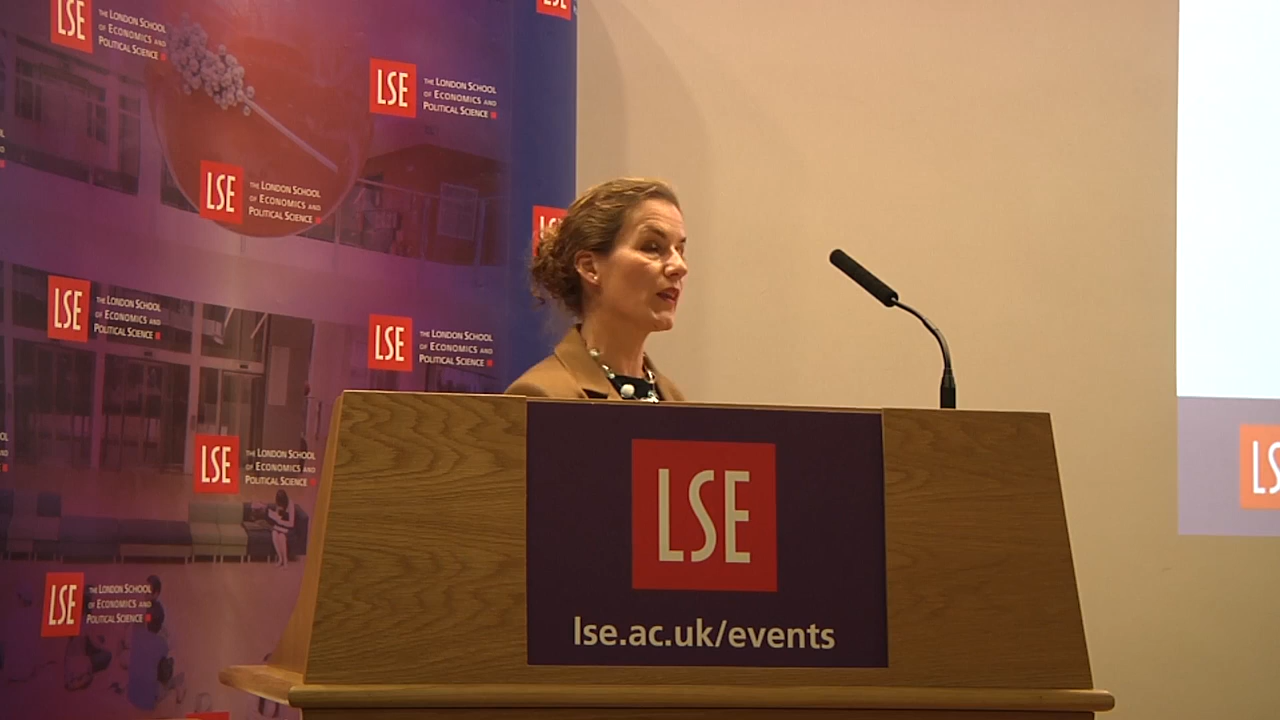 LSE
THE LONDON SCHOOL
OF ECONOMICS AND
POLITICAL SCIENCE
LSE
LSE
THE LONDON SCHOOL
OF ECONOMICS AND
POLITICAL SCIENCE
LSE
THE LONDON SCHOOL
OF ECONOMICS AND
POLITICAL SCIENCE
LSE
THE LONDON SCHOOL
OF ECONOMICS AND
POLITICAL SCIENCE
LSE
THE LONDON SCHOOL
OF ECONOMICS AND
POLITICAL SCIENCE
LSE
THE LONDON SCHOOL
OF ECONOMICS AND
POLITICAL SCIENCE
LSE
THE LONDON SCHOOL
OF ECONOMICS AND
POLITICAL SCIENCE
LSE
lse.ac.uk/events